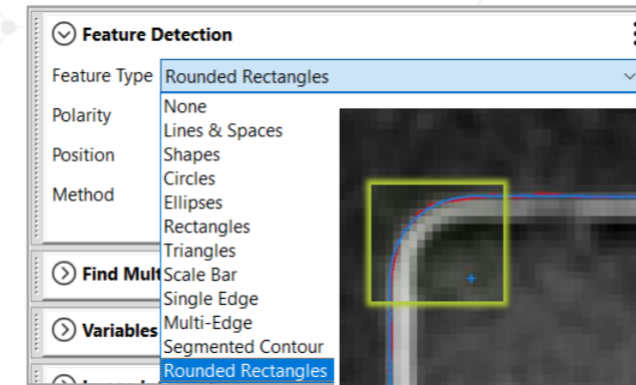 Feature Detection
Feature Type Rounded Rectangles
Polarity
Position
Method
None
Lines & Spaces
Shapes
Circles
Ellipses
Rectangles
Triangles
Scale Bar
Single Edge
Multi-Edge
Segmented Contour
Rounded Rectangles
Find Mult
Variables